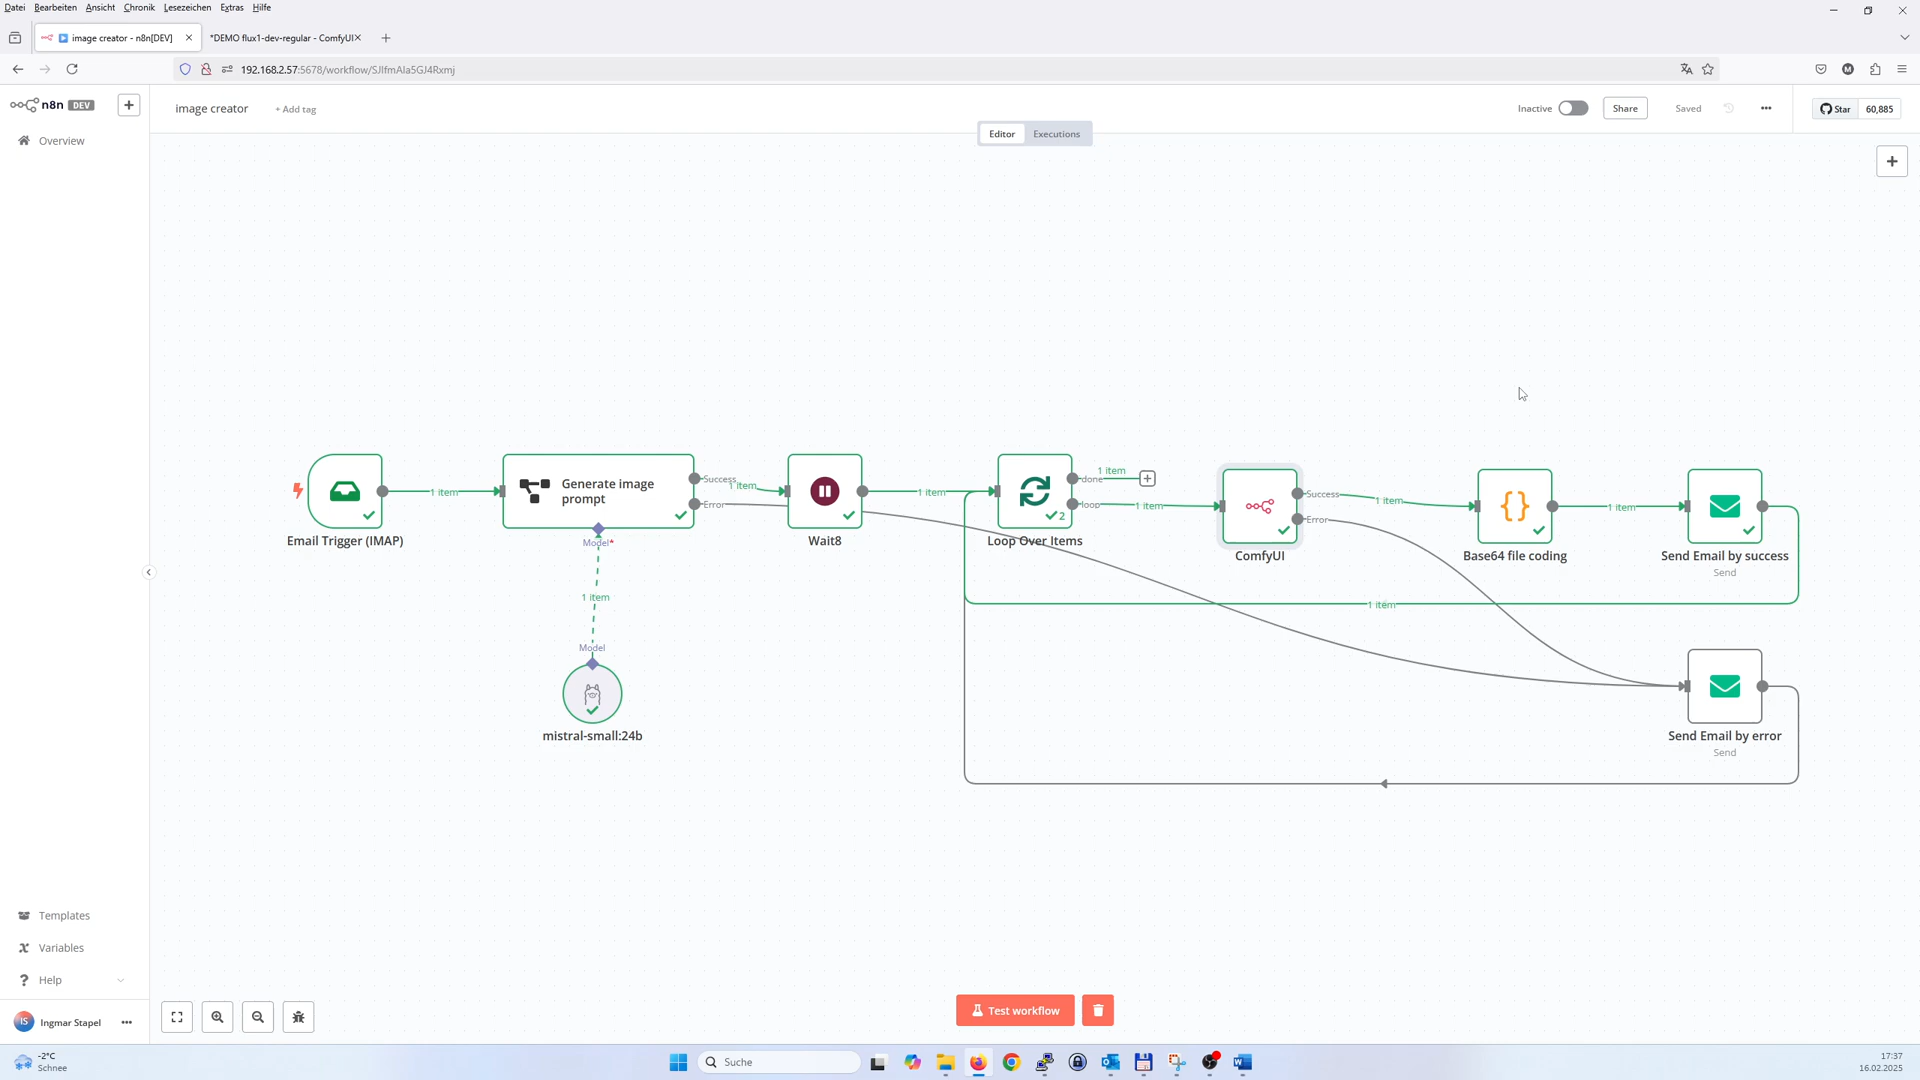 Datei Bearbeiten Ansicht Chronik Lesezeichen Extras Hilfe
image creator - n8n[DEV]
*DEMO flux1-dev-regular - ComfyUI
192.168.2.57:5678/workflow/SJlfmAla5GJ4Rxmj
n8n DEV
image creator
+ Add tag
Inactive
Share
Saved
Star 60,885
Editor Executions
Overview
1 item
Generate image
prompt
Success
Error
1 item
1 item
done
loop
1 item
1 item
2
Success
Error
1 item
1 item
Email Trigger (IMAP)
Model*
Wait8
Loop Over Items
ComfyUI
Base64 file coding
Send Email by success
Send
1 item
1 item
Model
mistral-small:24b
Send Email by error
Send
Templates
Variables
Help
IS Ingmar Stapel
Test workflow
-2°C
Schnee
Suche
17:37
16.02.2025